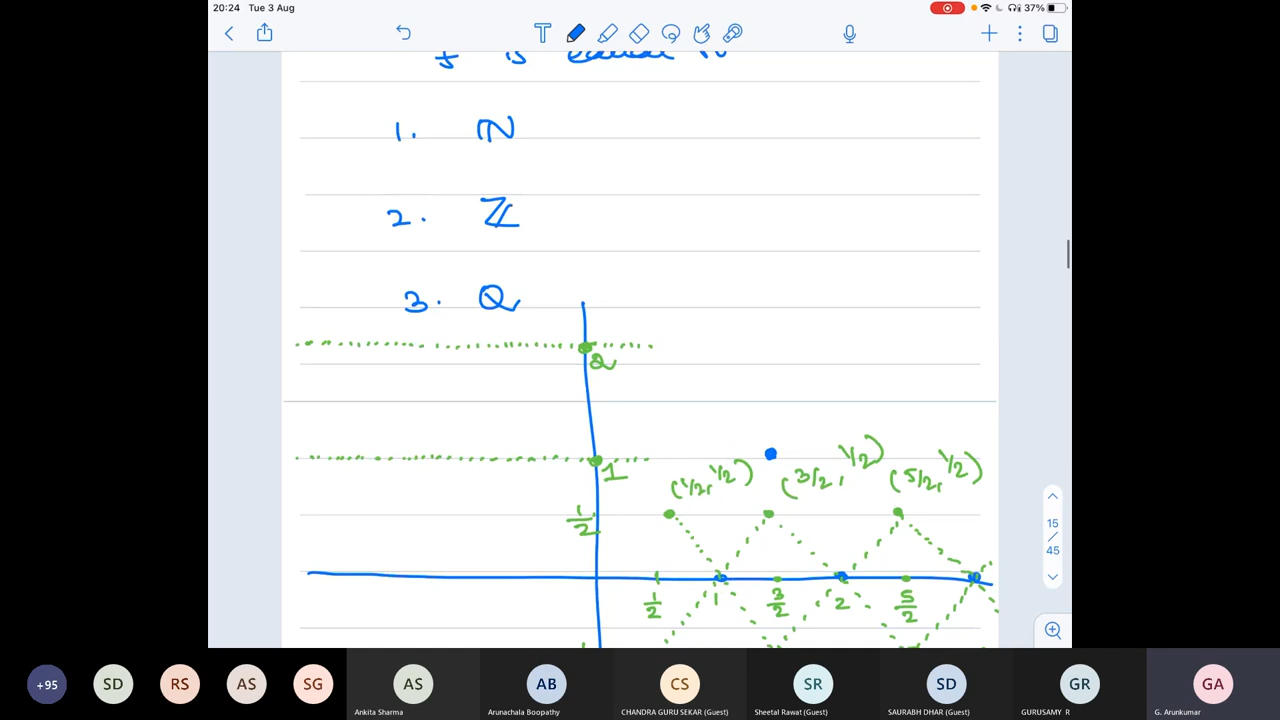 20:24 Tue 3 Aug
37%
T
1. ℕ
2. ℤ
3. Q
2
1
(1/2, 1/2) (3/2, 1/2) (5/2, 1/2)
1/2
1/2 1 3/2 2 5/2
15
/
45
+95 SD RS AS SG AS AB CS SR SD GR GA
Ankita Sharma Arunachala Boopathy CHANDRA GURU SEKAR (Guest) Sheetal Rawat (Guest) SAURABH DHAR (Guest) GURUSAMY R G. Arunkumar